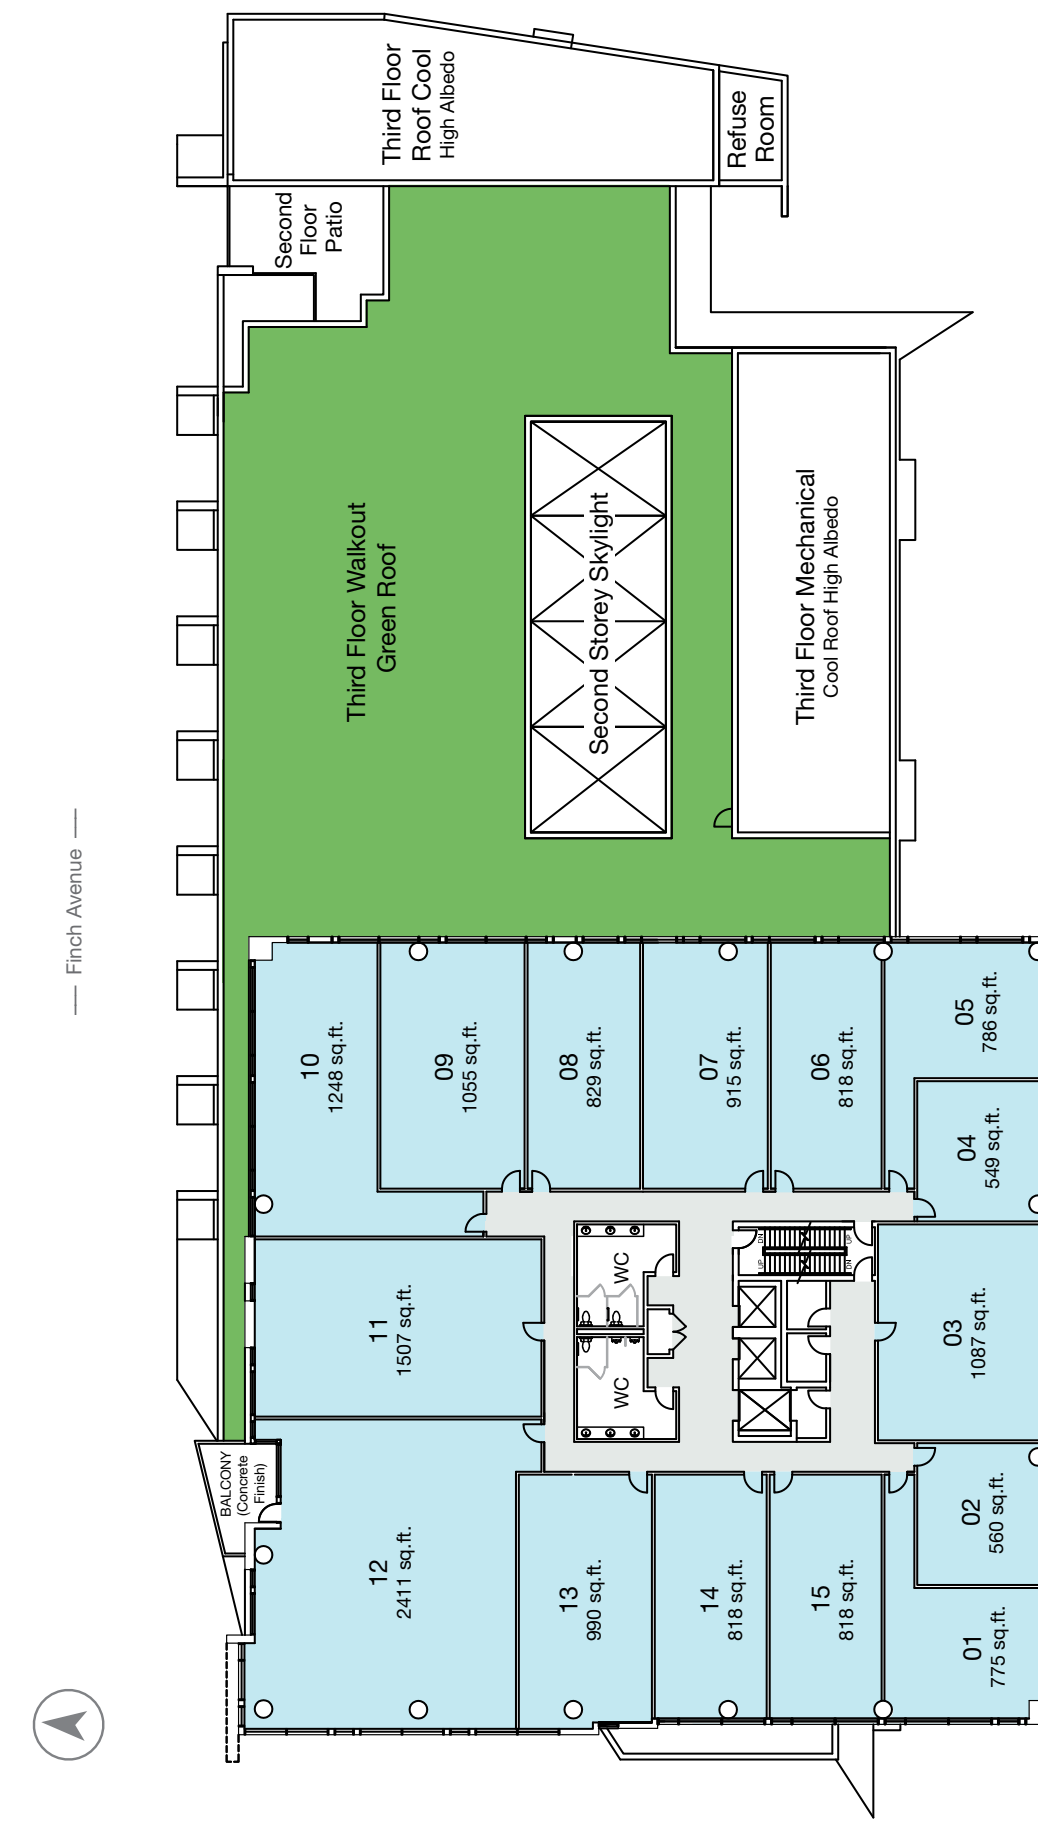 Third Floor
Roof Cool
High Albedo
Refuse
Room
Second
Floor
Patio
Third Floor Walkout
Green Roof
Second Storey Skylight
Third Floor Mechanical
Cool Roof High Albedo
— Finch Avenue —
10
1248 sq.ft.
09
1055 sq.ft.
08
829 sq.ft.
07
915 sq.ft.
06
818 sq.ft.
05
786 sq.ft.
04
549 sq.ft.
11
1507 sq.ft.
WC
WC
DN
UP
UP
DN
03
1087 sq.ft.
BALCONY
(Concrete
Finish)
12
2411 sq.ft.
13
990 sq.ft.
14
818 sq.ft.
15
818 sq.ft.
02
560 sq.ft.
01
775 sq.ft.